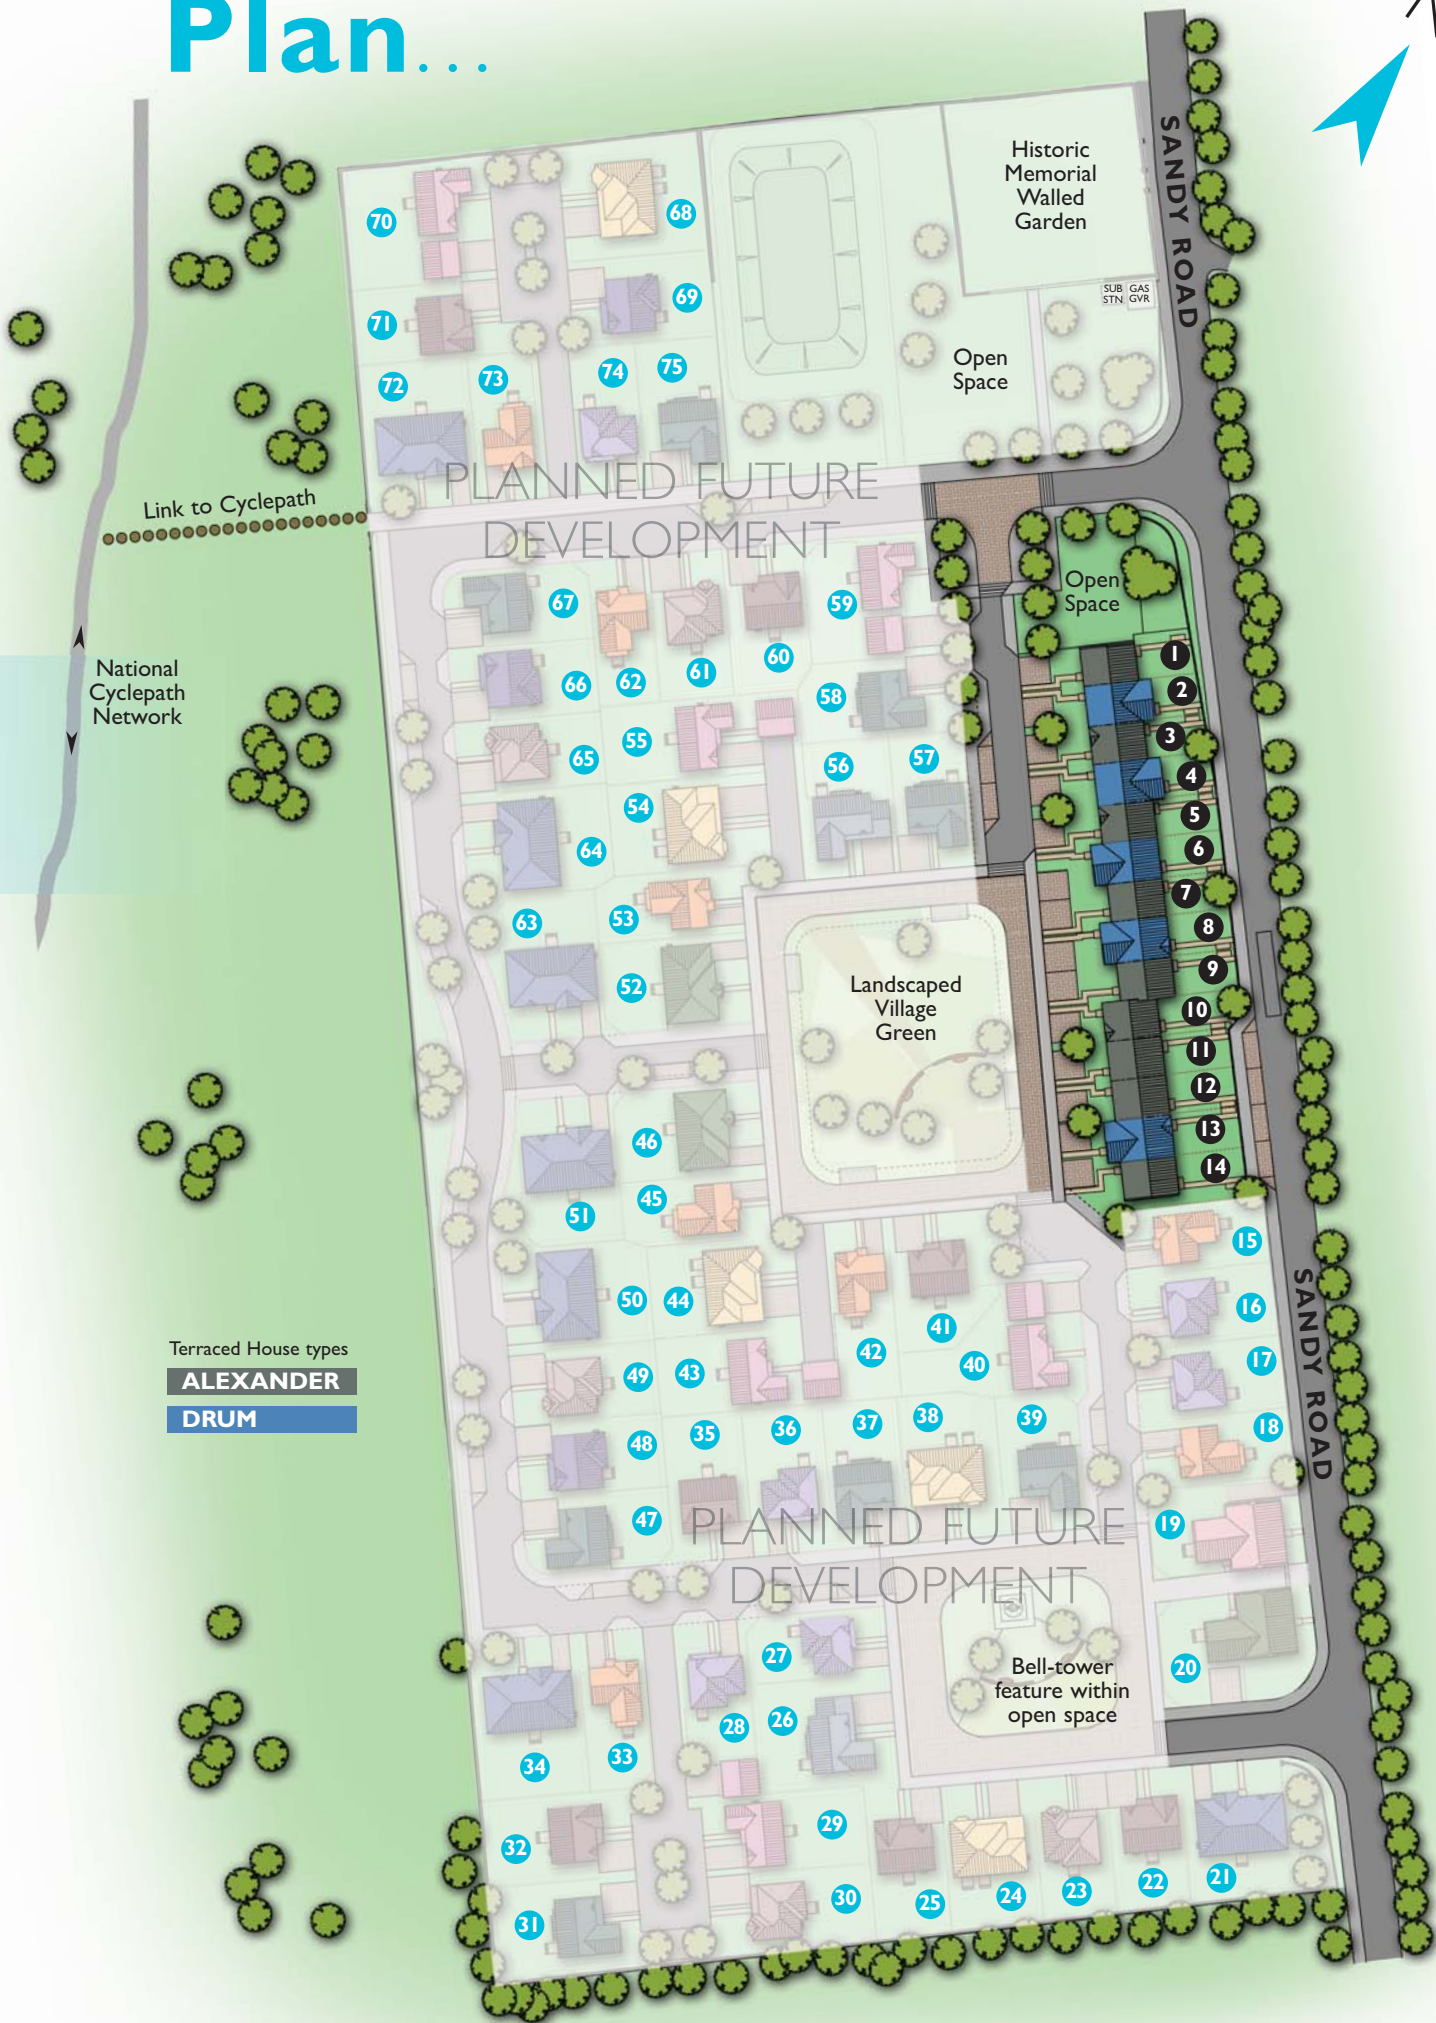 Plan...
SANDY ROAD
Historic
Memorial
Walled
Garden
SUB
STN
GAS
GVR
Open
Space
70
68
69
71
72
73
74
75
PLANNED FUTURE
DEVELOPMENT
Link to Cyclepath
National
Cyclepath
Network
Open
Space
67
66
62
61
60
59
58
65
55
54
56
57
64
63
53
52
1
2
3
4
5
6
7
8
9
10
11
12
13
14
Landscaped
Village
Green
46
45
51
50
44
42
41
40
49
43
48
35
36
37
38
39
47
15
16
17
18
19
20
SANDY ROAD
Terraced House types
ALEXANDER
DRUM
PLANNED FUTURE
DEVELOPMENT
Bell-tower
feature within
open space
27
28
26
34
33
32
29
31
30
25
24
23
22
21